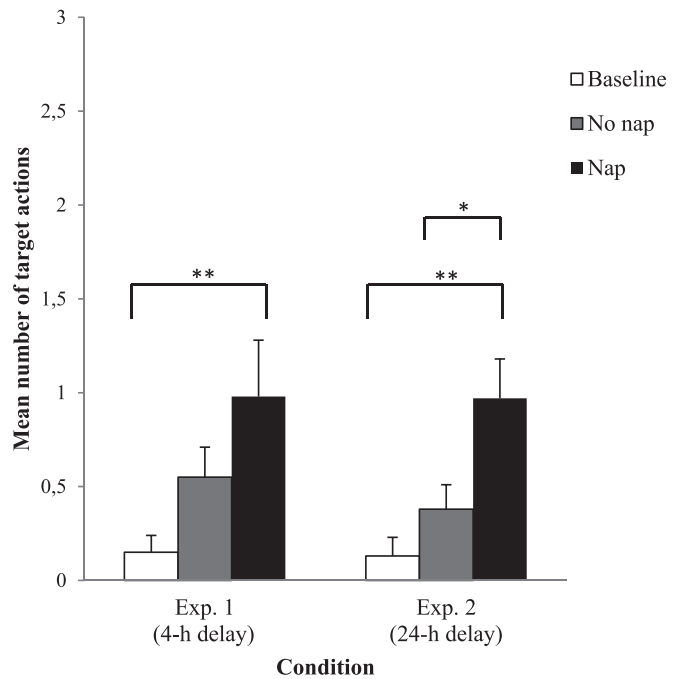 3
2,5
2
1,5
1
0,5
0
Mean number of target actions
Baseline
No nap
Nap
*
**
**
Exp. 1
(4-h delay)
Exp. 2
(24-h delay)
Condition